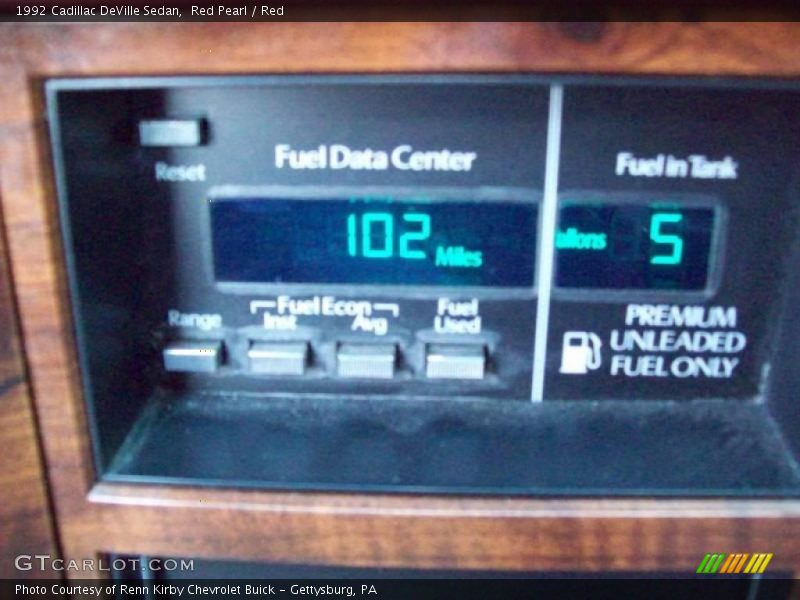 1992 Cadillac DeVille Sedan,  Red Pearl / Red
Reset
Fuel Data Center
Fuel in Tank
102 Miles
allons 5
Range
Fuel Econ
Inst
Avg
Fuel
Used
PREMIUM
UNLEADED
FUEL ONLY
GTCARLOT.COM
Photo Courtesy of Renn Kirby Chevrolet Buick - Gettysburg, PA